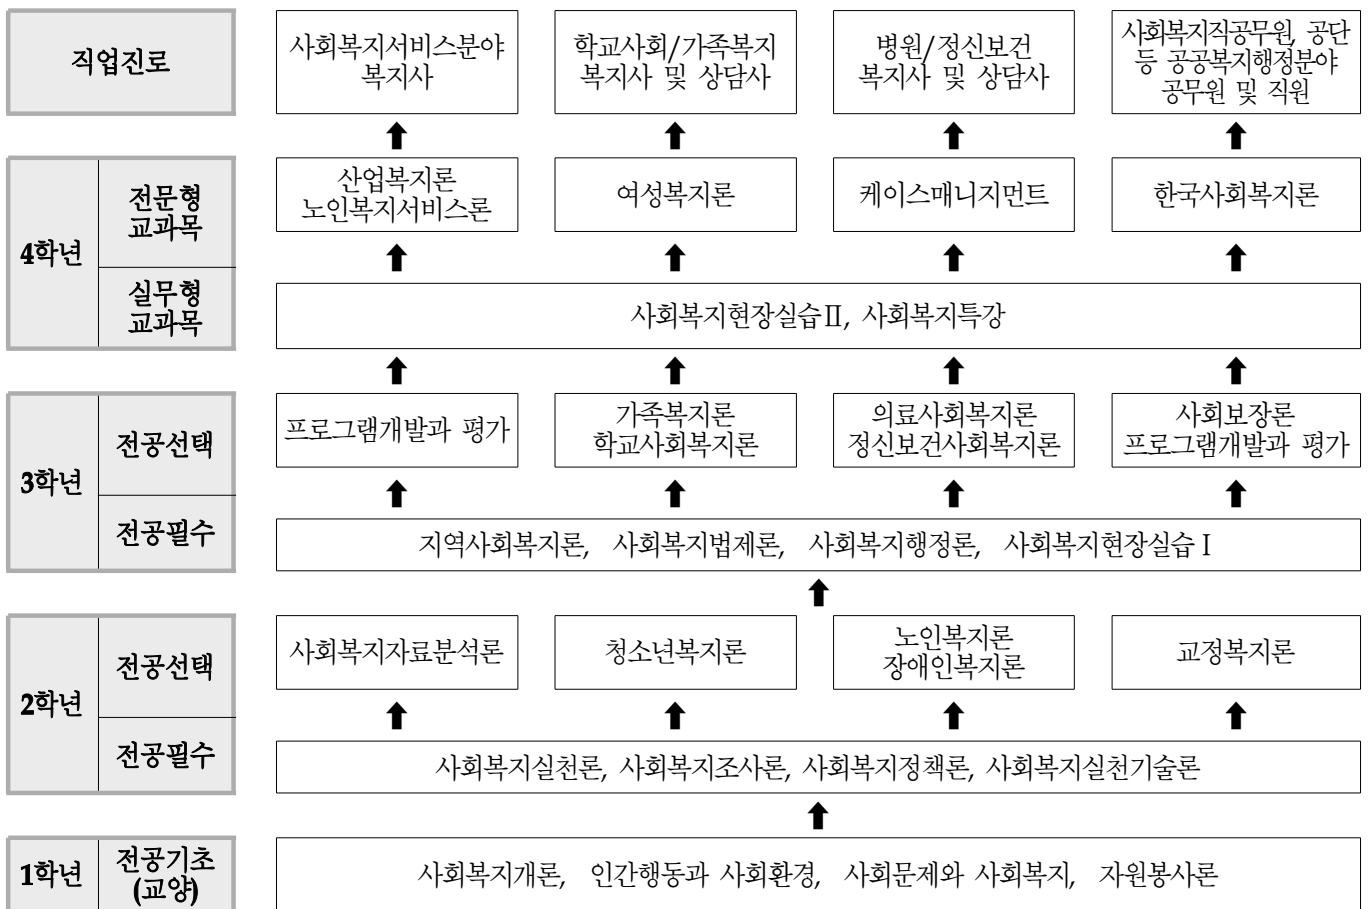 직업진로
사회복지서비스분야
복지사
학교사회/가족복지
복지사 및 상담사
병원/정신보건
복지사 및 상담사
사회복지직공무원, 공단
등 공공복지행정분야
공무원 및 직원
4학년
전문형
교과목
산업복지론
노인복지서비스론
여성복지론
케이스매니지먼트
한국사회복지론
실무형
교과목
사회복지현장실습Ⅱ, 사회복지특강
3학년
전공선택
프로그램개발과 평가
가족복지론
학교사회복지론
의료사회복지론
정신보건사회복지론
사회보장론
프로그램개발과 평가
전공필수
지역사회복지론, 사회복지법제론, 사회복지행정론, 사회복지현장실습Ⅰ
2학년
전공선택
사회복지자료분석론
청소년복지론
노인복지론
장애인복지론
교정복지론
전공필수
사회복지실천론, 사회복지조사론, 사회복지정책론, 사회복지실천기술론
1학년
전공기초
(교양)
사회복지개론, 인간행동과 사회환경, 사회문제와 사회복지, 자원봉사론